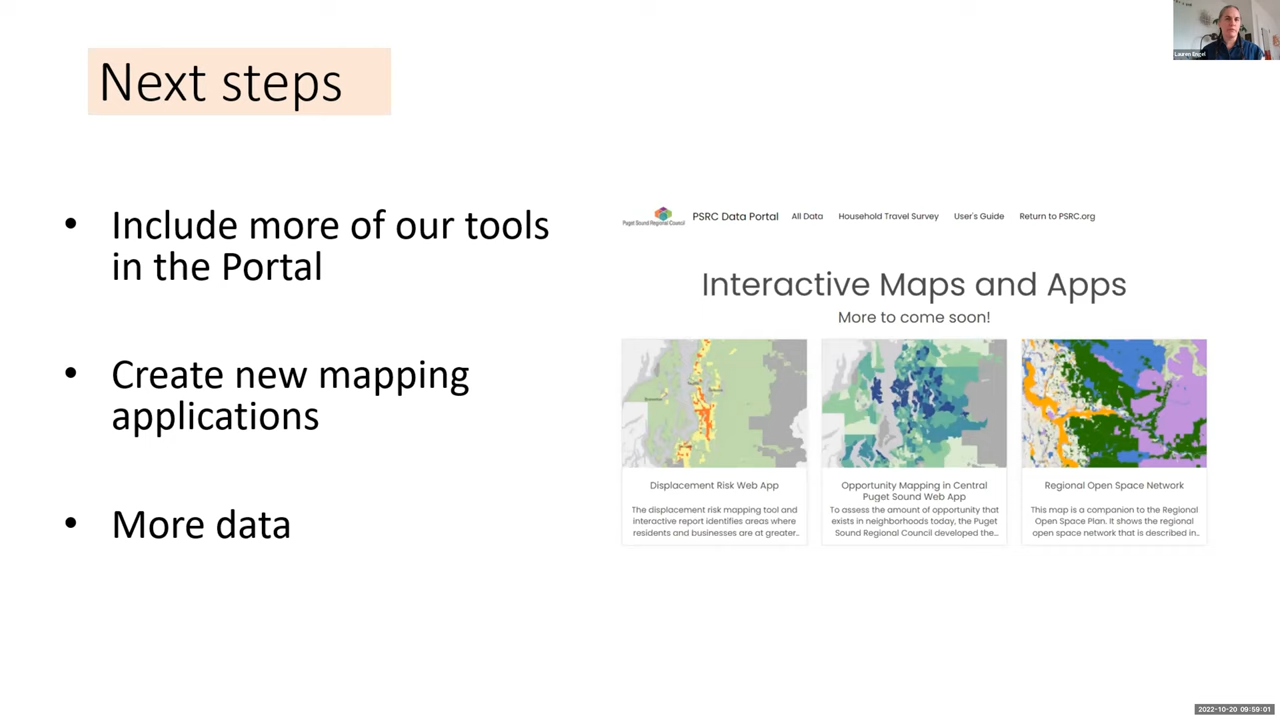 Lauren Engel
Next steps
• Include more of our tools
in the Portal
• Create new mapping
applications
• More data
Puget Sound Regional Council
PSRC Data Portal All Data Household Travel Survey User's Guide Return to PSRC.org
Interactive Maps and Apps
More to come soon!
Displacement Risk Web App
The displacement risk mapping tool and
interactive report identifies areas where
residents and businesses are at greater..
Opportunity Mapping in Central
Puget Sound Web App
To assess the amount of opportunity that
exists in neighborhoods today, the Puget
Sound Regional Council developed the...
Regional Open Space Network
This map is a companion to the Regional
Open Space Plan. It shows the regional
open space network that is described in..
2022-10-20 09:59:01